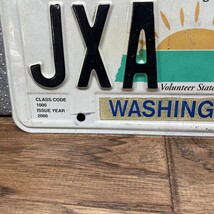 JXA
Volunteer State
CLASS CODE
1000
ISSUE YEAR
2000
WASHING